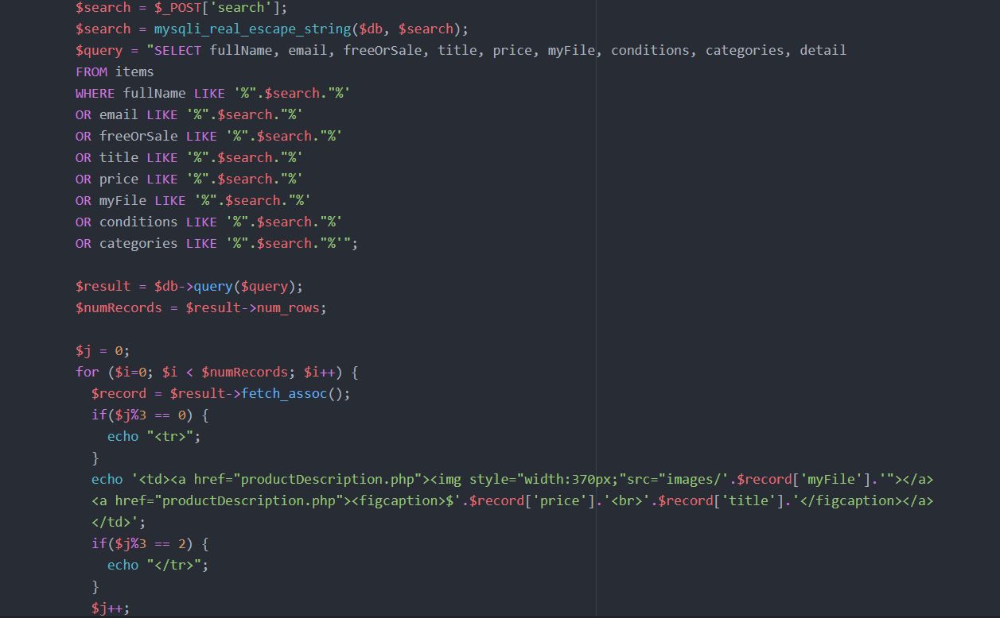 $search = $_POST['search'];
$search = mysqli_real_escape_string($db, $search);
$query = "SELECT fullName, email, freeOrSale, title, price, myFile, conditions, categories, detail
FROM items
WHERE fullName LIKE '%".$search."%'
OR email LIKE '%".$search."%'
OR freeOrSale LIKE '%".$search."%'
OR title LIKE '%".$search."%'
OR price LIKE '%".$search."%'
OR myFile LIKE '%".$search."%'
OR conditions LIKE '%".$search."%'
OR categories LIKE '%".$search."%'";
$result = $db->query($query);
$numRecords = $result->num_rows;
$j = 0;
for ($i=0; $i < $numRecords; $i++) {
$record = $result->fetch_assoc();
if($j%3 == 0) {
echo "<tr>";
}
echo '<td><a href="productDescription.php"><img style="width:370px;"src="images/'.$record['myFile'].'"></a>
<a href="productDescription.php"><figcaption>$'.$record['price'].'<br>'.$record['title'].'</figcaption></a>
</td>';
if($j%3 == 2) {
echo "</tr>";
}
$j++;